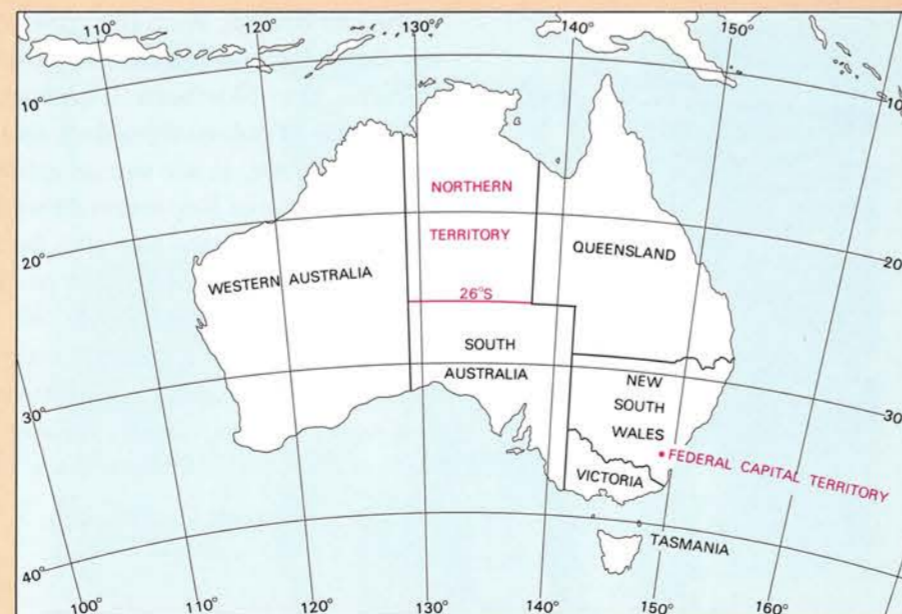 110°
120°
130°
140°
150°
10°
10
NORTHERN
TERRITORY
QUEENSLAND
20°
20
WESTERN AUSTRALIA
26°S
SOUTH
AUSTRALIA
NEW
SOUTH
WALES
30°
30
FEDERAL CAPITAL TERRITORY
VICTORIA
TASMANIA
40°
100°
110°
120°
130°
140°
150°
160°